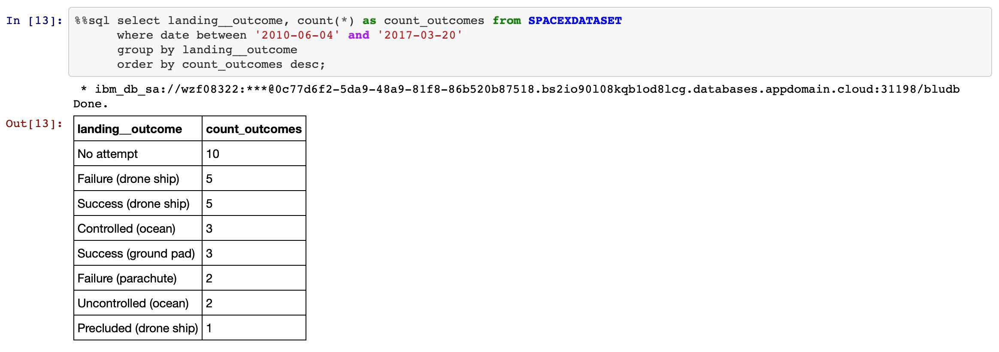 In [13]: %%sql select landing__outcome, count(*) as count_outcomes from SPACEXDATASET
where date between '2010-06-04' and '2017-03-20'
group by landing__outcome
order by count_outcomes desc;
* ibm_db_sa://wzf08322:***@0c77d6f2-5da9-48a9-81f8-86b520b87518.bs2io90l08kqb1od8lcg.databases.appdomain.cloud:31198/bludb
Done.
Out[13]:
landing__outcome count_outcomes
No attempt 10
Failure (drone ship) 5
Success (drone ship) 5
Controlled (ocean) 3
Success (ground pad) 3
Failure (parachute) 2
Uncontrolled (ocean) 2
Precluded (drone ship) 1